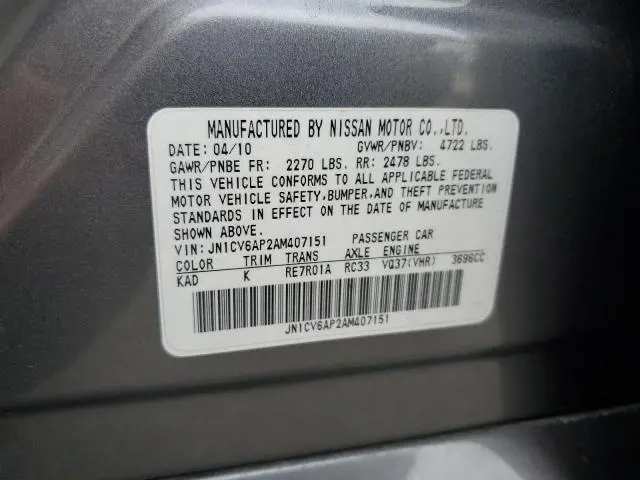 MANUFACTURED BY NISSAN MOTOR CO.,LTD.
DATE: 04/10 GVWR/PNBV: 4722 LBS.
GAWR/PNBE FR: 2270 LBS. RR: 2478 LBS.
THIS VEHICLE CONFORMS TO ALL APPLICABLE FEDERAL
MOTOR VEHICLE SAFETY,BUMPER,AND THEFT PREVENTION
STANDARDS IN EFFECT ON THE DATE OF MANUFACTURE
SHOWN ABOVE.
VIN:JN1CV6AP2AM407151 PASSENGER CAR
COLOR TRIM TRANS AXLE ENGINE
KAD K RE7R01A RC33 VQ37(VHR) 3696CC
JN1CV6AP2AM407151